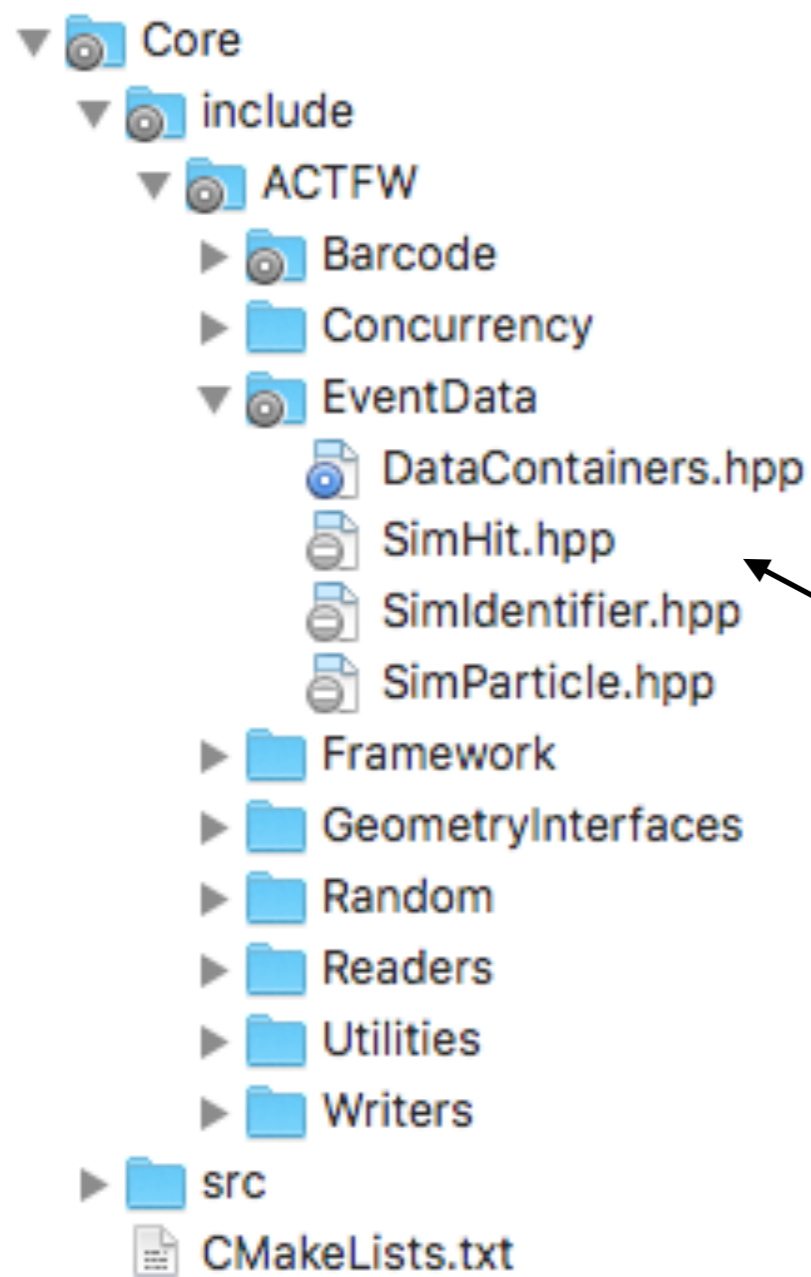 Core
include
ACTFW
Barcode
Concurrency
EventData
DataContainers.hpp
SimHit.hpp
SimIdentifier.hpp
SimParticle.hpp
Framework
GeometryInterfaces
Random
Readers
Utilities
Writers
src
CMakeLists.txt